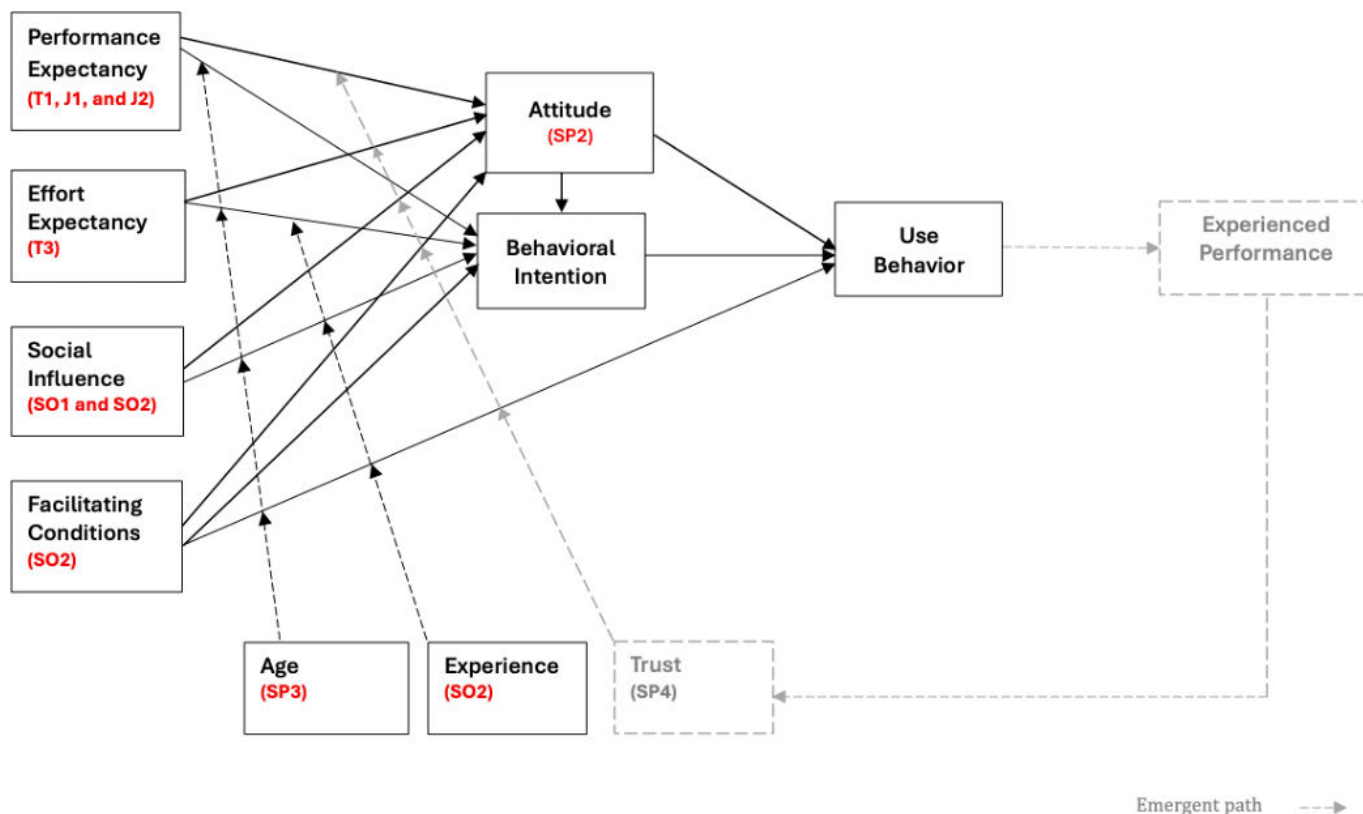 Performance
Expectancy
(T1, J1, and J2)
Effort
Expectancy
(T3)
Social
Influence
(SO1 and SO2)
Facilitating
Conditions
(SO2)
Attitude
(SP2)
Behavioral
Intention
Use
Behavior
Experienced
Performance
Age
(SP3)
Experience
(SO2)
Trust
(SP4)
Emergent path